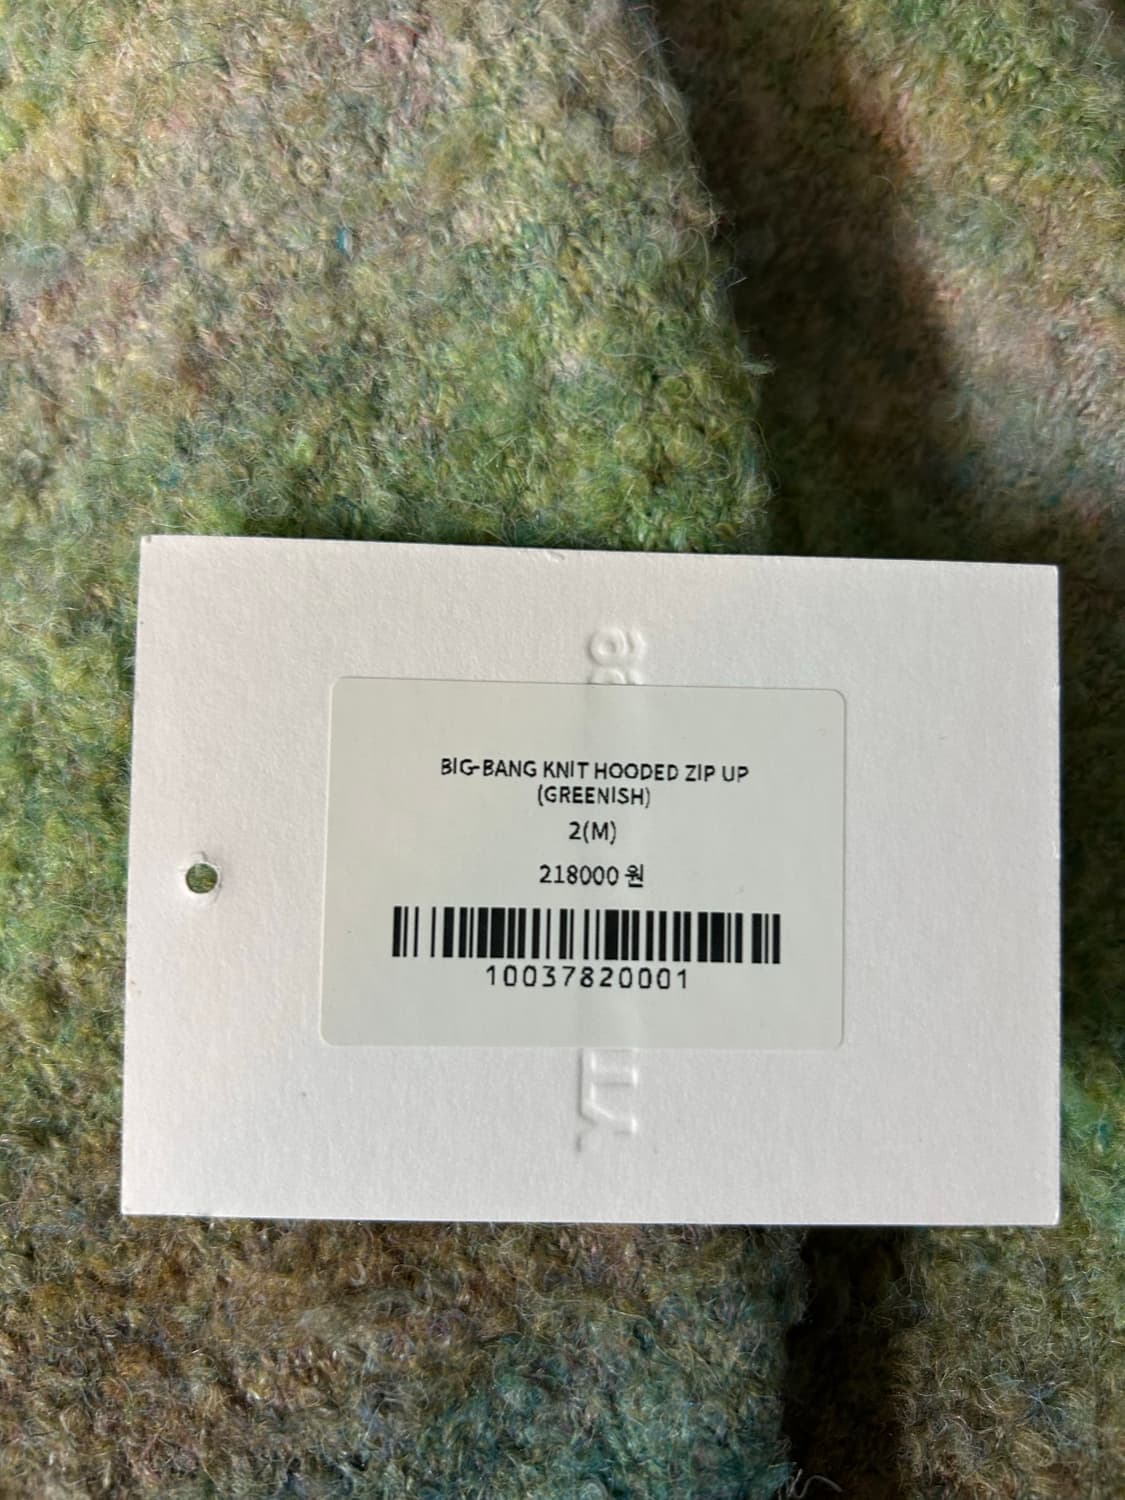 BIG-BANG KNIT HOODED ZIP UP
(GREENISH)
2(M)
218000 원
10037820001